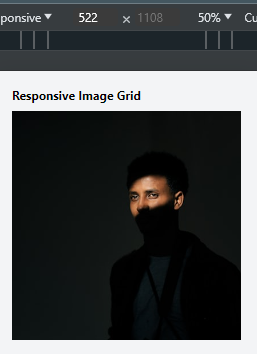 ponsive ▼ 522 × 1108 50% ▼ Cu
Responsive Image Grid